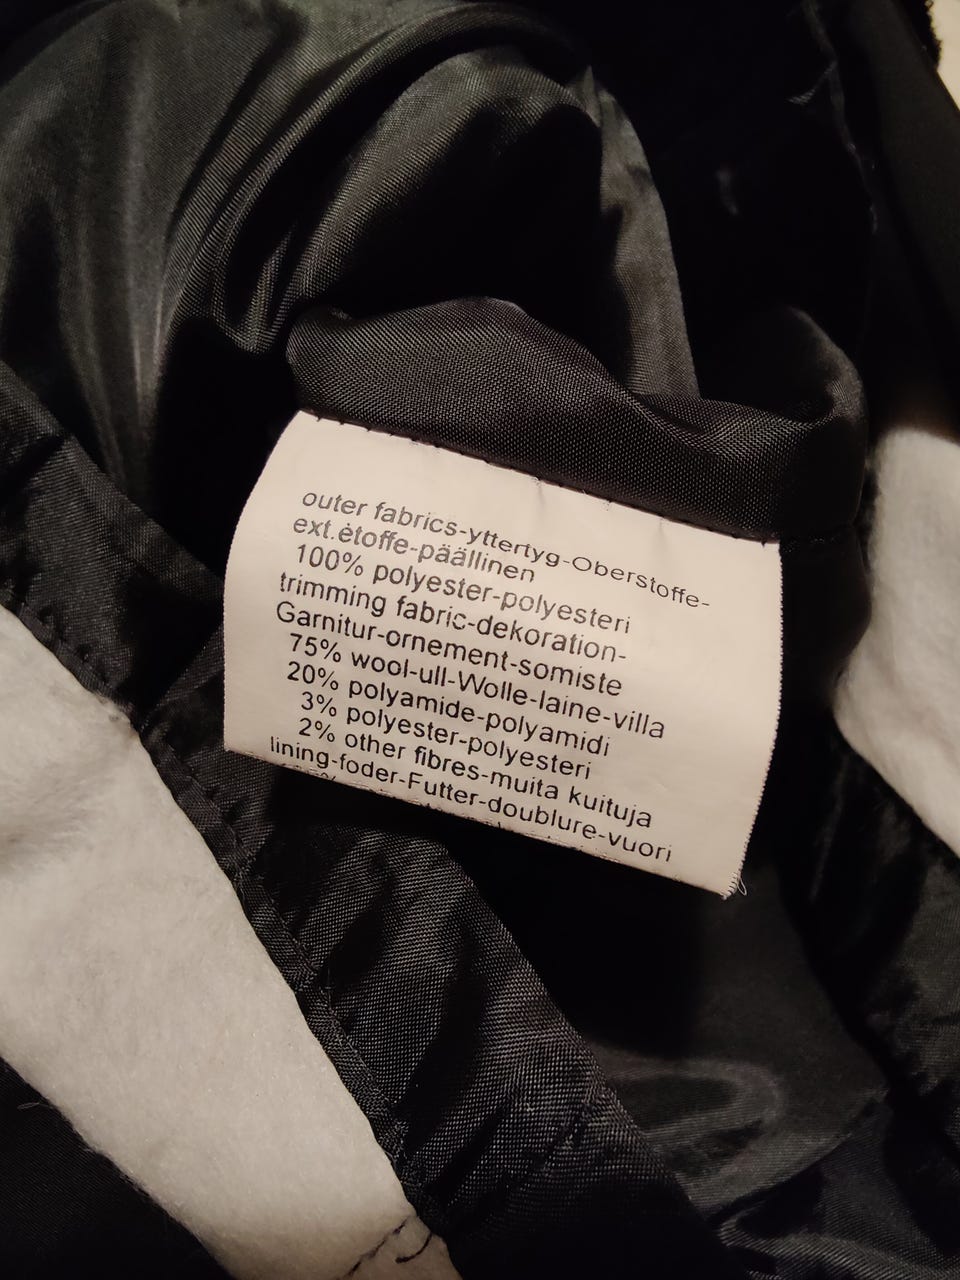 outer fabrics-yttertyg-Oberstoffe-
ext.ėtoffe-päällinen
100% polyester-polyesteri
trimming fabric-dekoration-
Garnitur-ornement-somiste
75% wool-ull-Wolle-laine-villa
20% polyamide-polyamidi
3% polyester-polyesteri
2% other fibres-muita kuituja
lining-foder-Futter-doublure-vuori